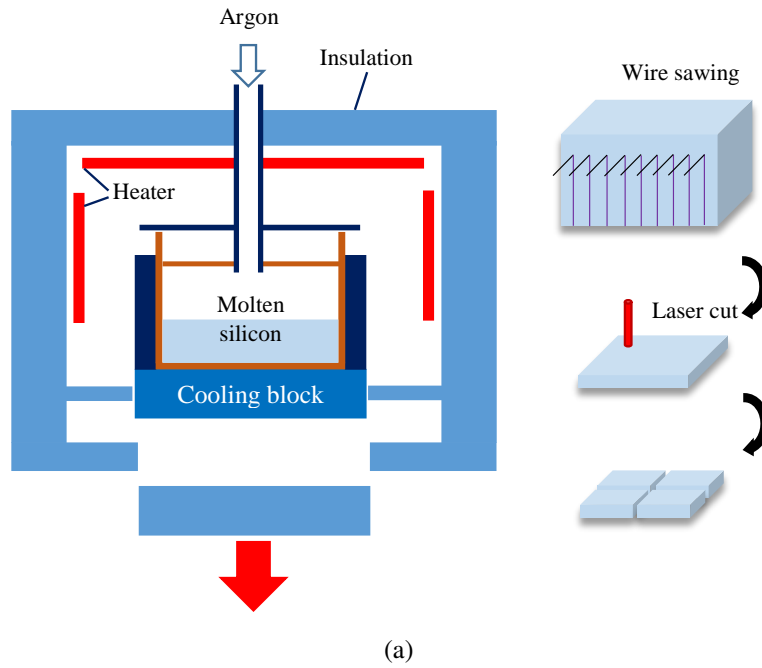 Argon
Insulation
Wire sawing
Heater
Molten
silicon
Laser cut
Cooling block
(a)